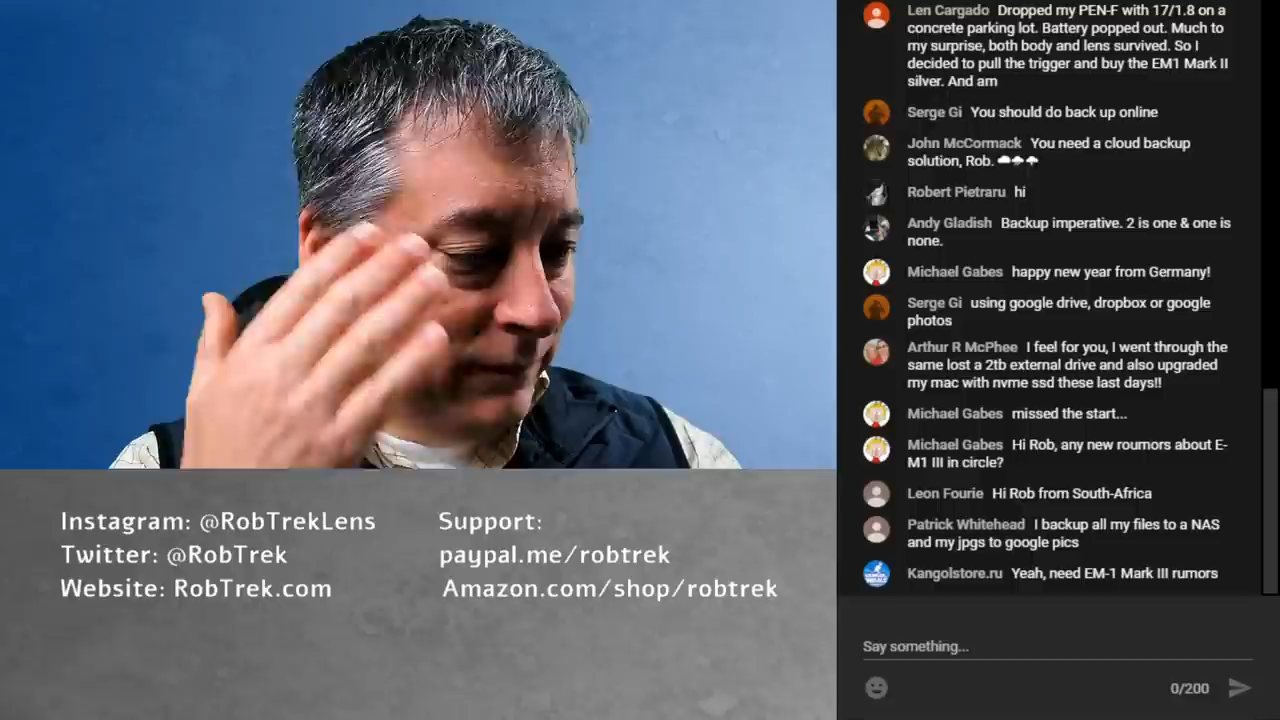 Instagram: @RobTrekLens
Twitter: @RobTrek
Website: RobTrek.com
Support:
paypal.me/robtrek
Amazon.com/shop/robtrek
Len Cargado Dropped my PEN-F with 17/1.8 on a
concrete parking lot. Battery popped out. Much to
my surprise, both body and lens survived. So I
decided to pull the trigger and buy the EM1 Mark II
silver. And am
Serge Gi You should do back up online
John McCormack You need a cloud backup
solution, Rob.
Robert Pietraru hi
Andy Gladish Backup imperative. 2 is one & one is
none.
Michael Gabes happy new year from Germany!
Serge Gi using google drive, dropbox or google
photos
Arthur R McPhee I feel for you, I went through the
same lost a 2tb external drive and also upgraded
my mac with nvme ssd these last days!!
Michael Gabes missed the start...
Michael Gabes Hi Rob, any new roumors about E-
M1 III in circle?
Leon Fourie Hi Rob from South-Africa
Patrick Whitehead I backup all my files to a NAS
and my jpgs to google pics
Kangolstore.ru Yeah, need EM-1 Mark III rumors
Say something...
0/200